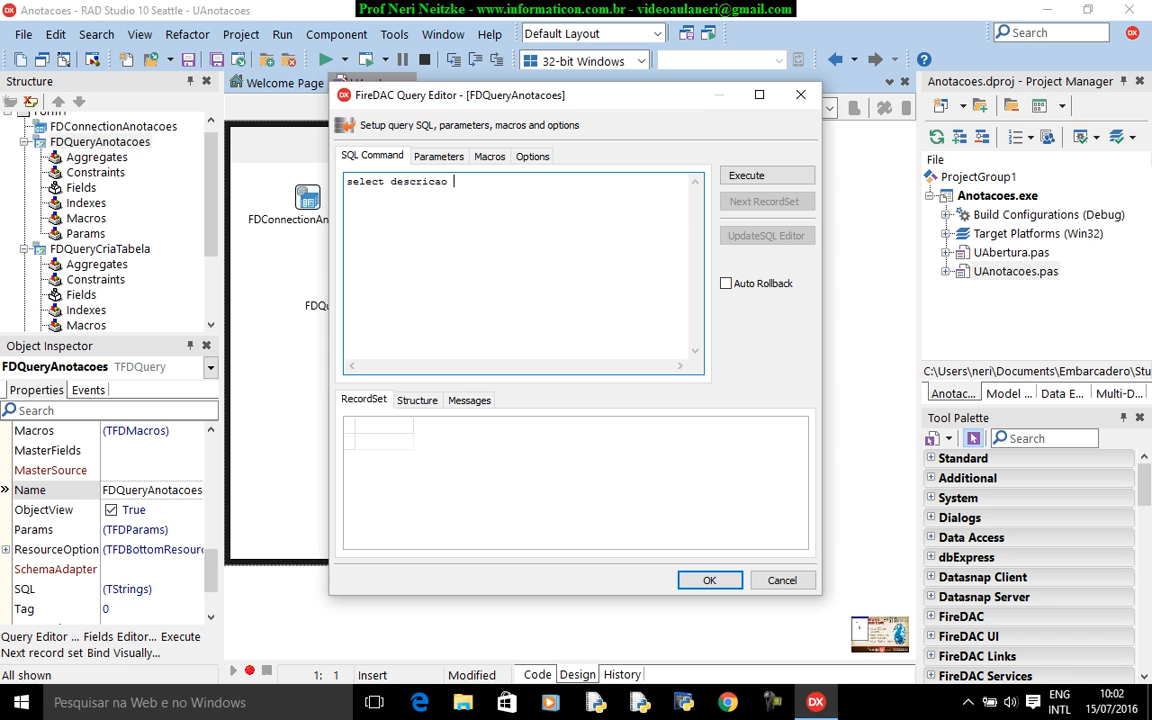 Prof Neri Neitzke - www.informaticon.com.br - videoaulaneri@gmail.com
Anotacoes - RAD Studio 10 Seattle - UAnotacoes
File Edit Search View Refactor Project Run Component Tools Window Help
Default Layout
Search
32-bit Windows
Structure
Welcome Page
FDConnectionAnotacoes
FDQueryAnotacoes
Aggregates
Constraints
Fields
Indexes
Macros
Params
FDQueryCriaTabela
Aggregates
Constraints
Fields
Indexes
Macros
Object Inspector
FDQueryAnotacoes TFDQuery
Properties Events
Search
Macros (TFDMacros)
MasterFields
MasterSource
Name FDQueryAnotacoes
ObjectView True
Params (TFDParams)
ResourceOption (TFDBottomResour
SchemaAdapter
SQL (TStrings)
Tag 0
Query Editor ... Fields Editor... Execute
Next record set Bind Visually...
All shown
FDConnectionAn
FDQu
FireDAC Query Editor - [FDQueryAnotacoes]
Setup query SQL, parameters, macros and options
SQL Command Parameters Macros Options
select descricao
Execute
Next RecordSet
UpdateSQL Editor
Auto Rollback
RecordSet Structure Messages
OK Cancel
1: 1 Insert Modified Code Design History
Anotacoes.dproj - Project Manager
File
ProjectGroup1
Anotacoes.exe
Build Configurations (Debug)
Target Platforms (Win32)
UAbertura.pas
UAnotacoes.pas
C:\Users\neri\Documents\Embarcadero\Stu
Anotac... Model ... Data E... Multi-D...
Tool Palette
Search
Standard
Additional
System
Dialogs
Data Access
dbExpress
Datasnap Client
Datasnap Server
FireDAC
FireDAC UI
FireDAC Links
FireDAC Services
Pesquisar na Web e no Windows
ENG
INTL
10:02
15/07/2016